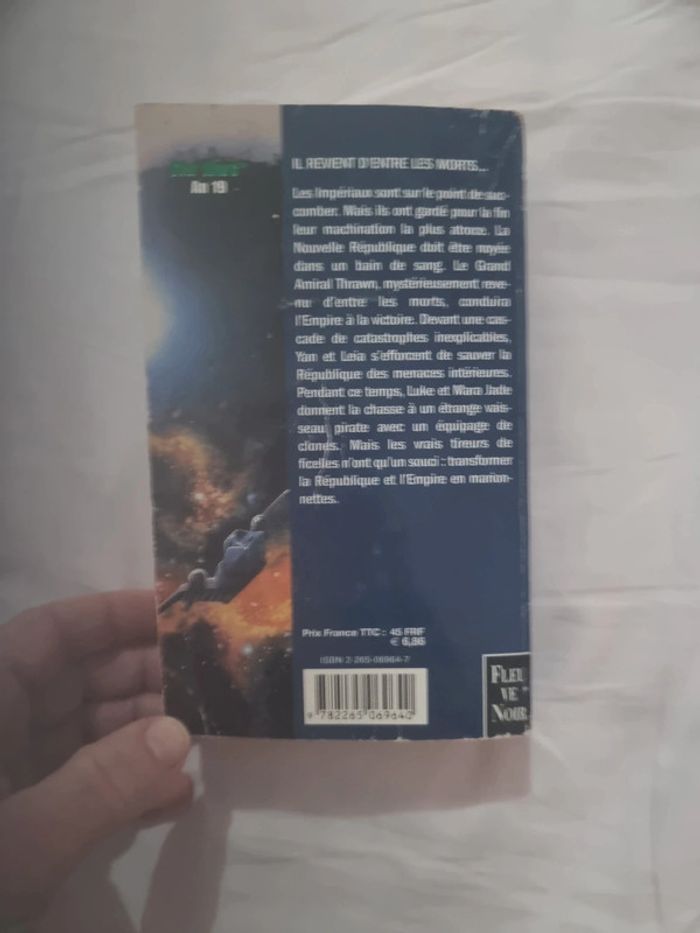 An 19
IL REVIENT D'ENTRE LES MORTS...
Les Impériaux sont sur le point de suc-
comber. Mais ils ont gardé pour la fin
leur machination la plus atroce. La
Nouvelle République doit être noyée
dans un bain de sang. Le Grand
Amiral Thrawn, mystérieusement reve-
nu d'entre les morts, conduira
l'Empire à la victoire. Devant une cas-
cade de catastrophes inexplicables,
Yan et Leia s'efforcent de sauver la
République des menaces intérieures.
Pendant ce temps, Luke et Mara Jade
donnent la chasse à un étrange vais-
seau pirate avec un équipage de
clones. Mais les vrais tireurs de
ficelles n'ont qu'un souci : transformer
la République et l'Empire en marion-
nettes.
Prix France TTC : 45 FRF
€ 6,86
ISBN 2-265-06964-7
9 782265 069640
FLEU
VE
NOIR